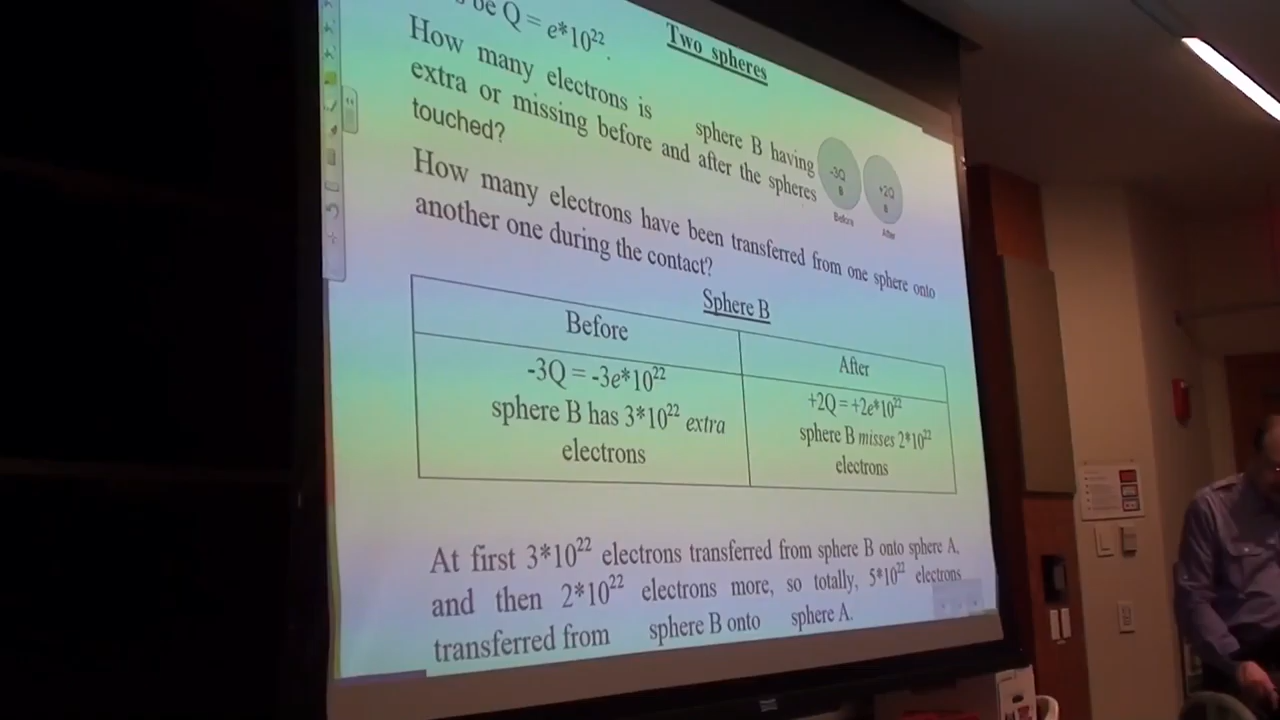 be Q = e*10²².
Two spheres
How many electrons is sphere B having
extra or missing before and after the spheres
touched?
-3Q
B
Before
+2Q
B
After
How many electrons have been transferred from one sphere onto
another one during the contact?
Sphere B
Before
After
-3Q = -3e*10²²
sphere B has 3*10²² extra
electrons
+2Q = +2e*10²²
sphere B misses 2*10²²
electrons
At first 3*10²² electrons transferred from sphere B onto sphere A,
and then 2*10²² electrons more, so totally, 5*10²² electrons
transferred from sphere B onto sphere A.